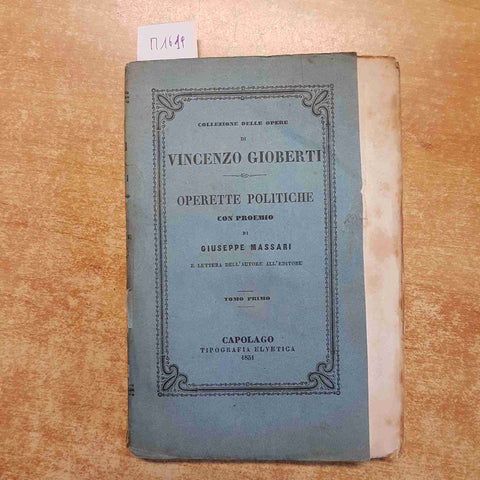 П1619
COLLEZIONE DELLE OPERE
DI
VINCENZO GIOBERTI
OPERETTE POLITICHE
CON PROEMIO
DI
GIUSEPPE MASSARI
E LETTERA DELL'AUTORE ALL'EDITORE
TOMO PRIMO
CAPOLAGO
TIPOGRAFIA ELVETICA
1851